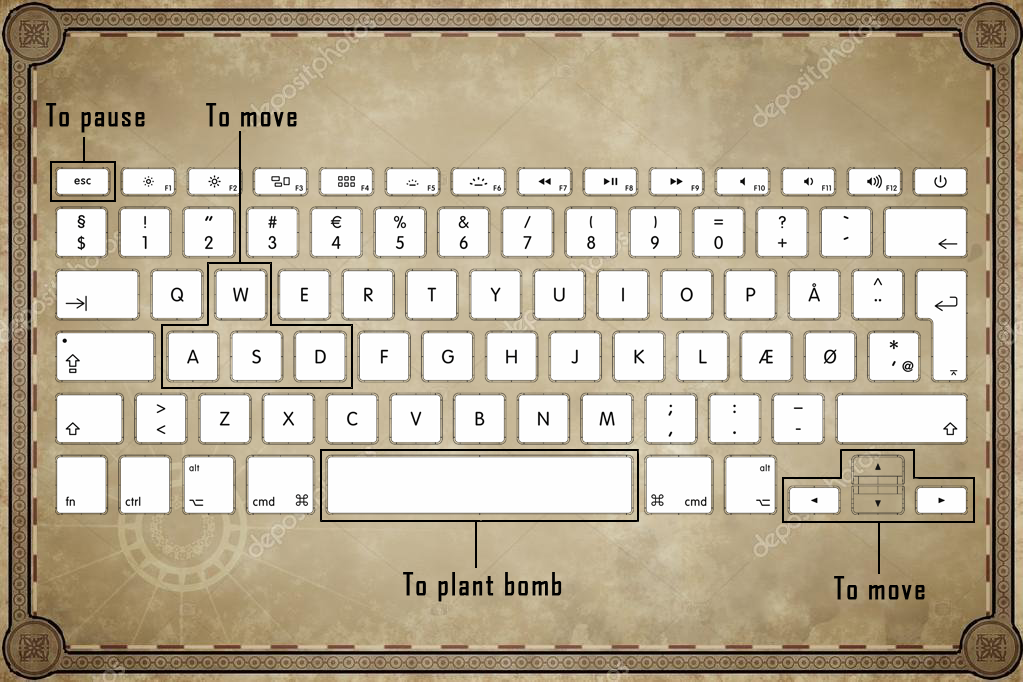 To pause To move
esc F1 F2 F3 F4 F5 F6 F7 F8 F9 F10 F11 F12
§ ! " # € % & / ( ) = ? `
$ 1 2 3 4 5 6 7 8 9 0 + ´
Q W E R T Y U I O P Å ^ ¨
A S D F G H J K L Æ Ø * ' @
> < Z X C V B N M ; , : . – -
alt alt
fn ctrl cmd ⌘ ⌘ cmd ⌥
To plant bomb To move
depositphotos